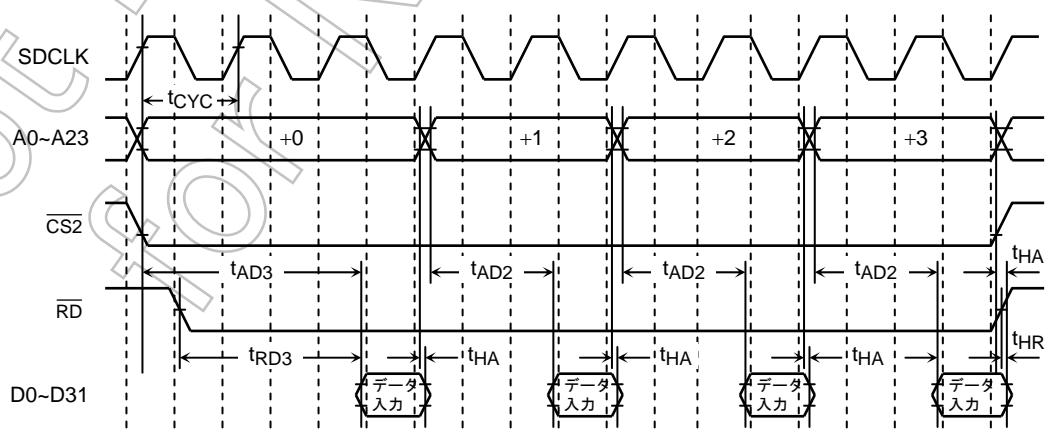 not
for
SDCLK
tCYC
A0~A23
+0
+1
+2
+3
CS2
tAD3
tAD2
tAD2
tAD2
tHA
RD
tRD3
tHA
tHA
tHA
tHR
D0~D31
データ
入力
データ
入力
データ
入力
データ
入力